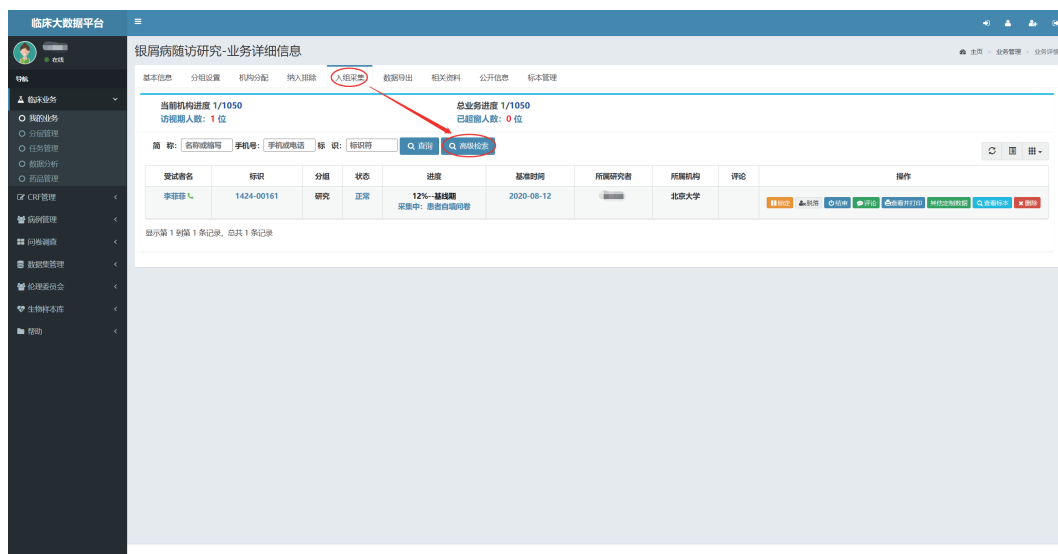 临床大数据平台
在线
导航
临床业务
我的业务
分层管理
任务管理
数据分析
药品管理
CRF管理
病例管理
问卷调查
数据集管理
伦理委员会
生物样本库
帮助
银屑病随访研究-业务详细信息
主页 > 业务管理 > 业务详情
基本信息 分组设置 机构分配 纳入排除 入组采集 数据导出 相关资料 公开信息 标本管理
当前机构进度 1/1050 总业务进度 1/1050
访视期人数: 1 位 已超窗人数: 0 位
简 称: 名称或缩写 手机号: 手机或电话 标 识: 标识符 查询 高级检索
受试者名 标识 分组 状态 进度 基准时间 所属研究者 所属机构 评论 操作
李菲菲 1424-00161 研究 正常 12%--基线期 2020-08-12 北京大学 锁定 脱落 结束 评论 查看并打印 其他定制数据 查看标本 删除
采集中: 患者自填问卷
显示第 1 到第 1 条记录，总共 1 条记录